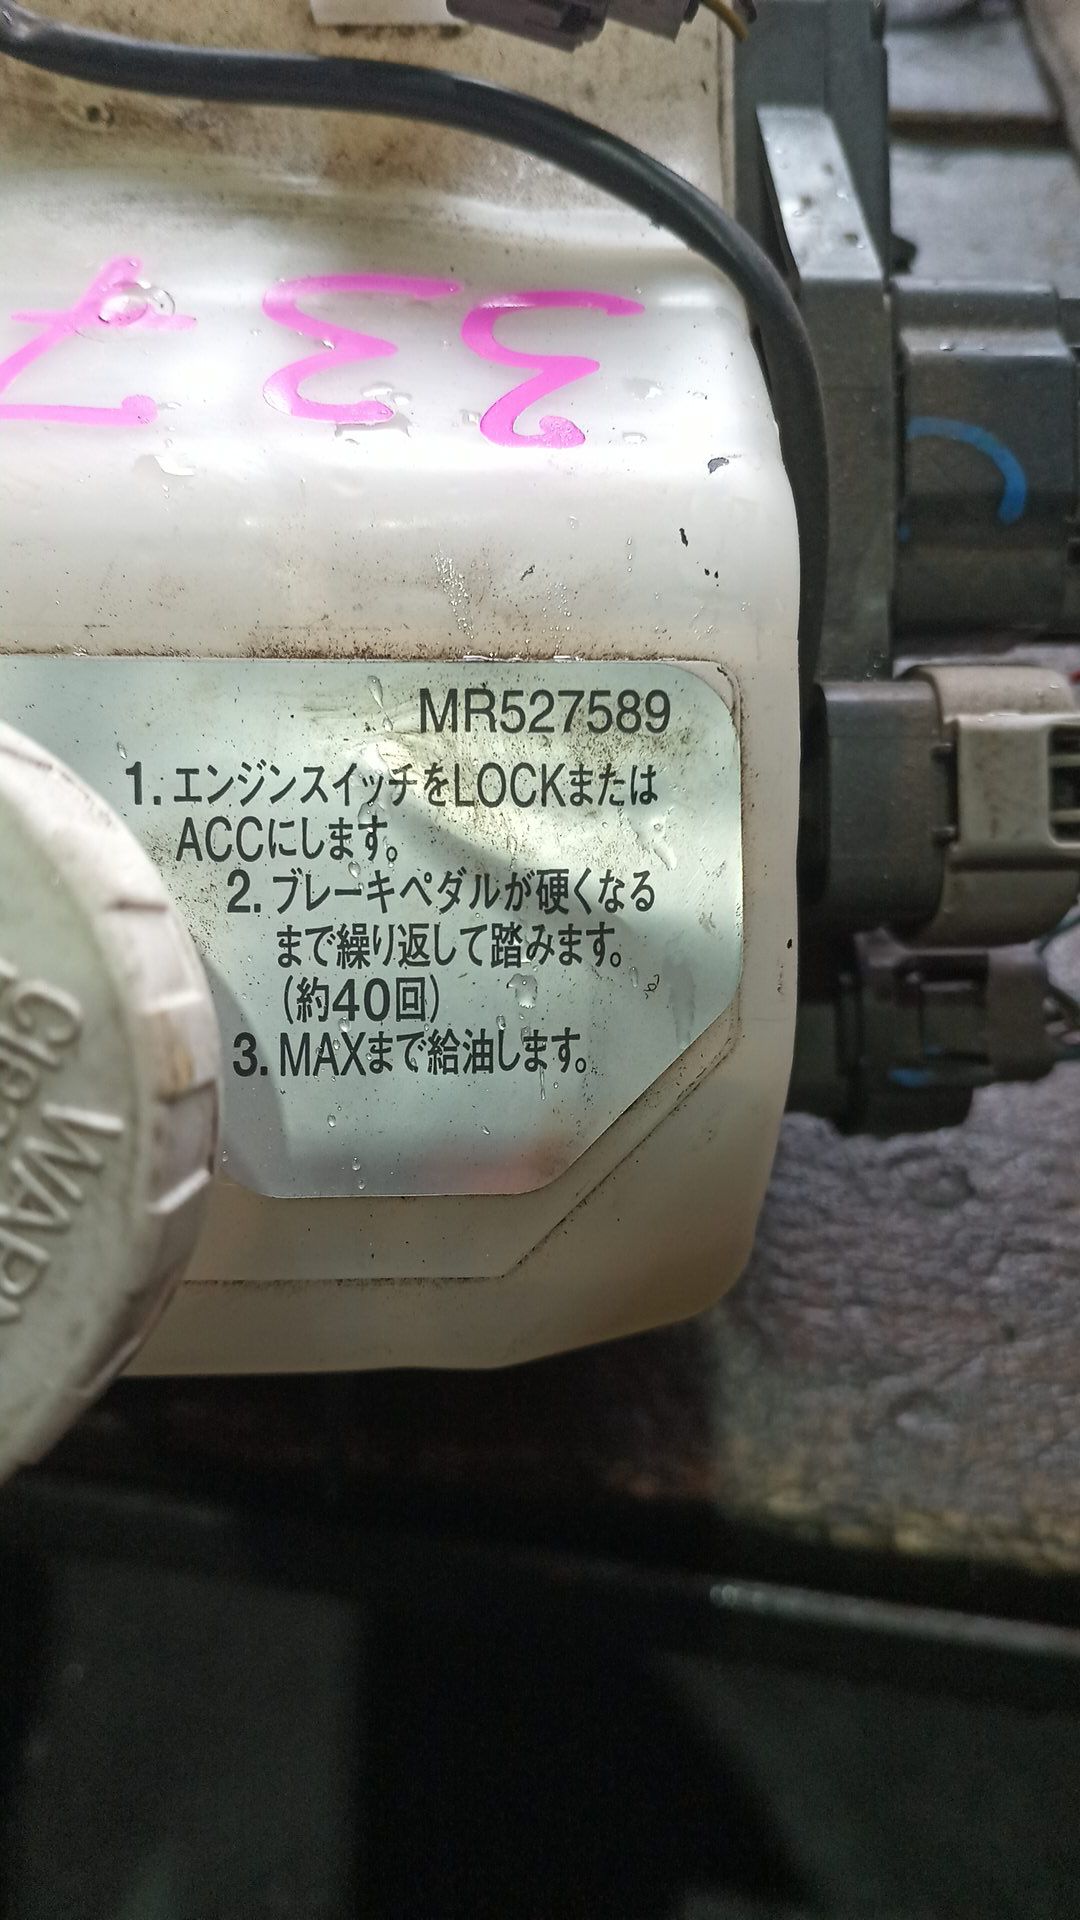 MR527589
1. エンジンスイッチをLOCKまたは
ACCにします。
2. ブレーキペダルが硬くなる
まで繰り返して踏みます。
(約40回)
3. MAXまで給油します。